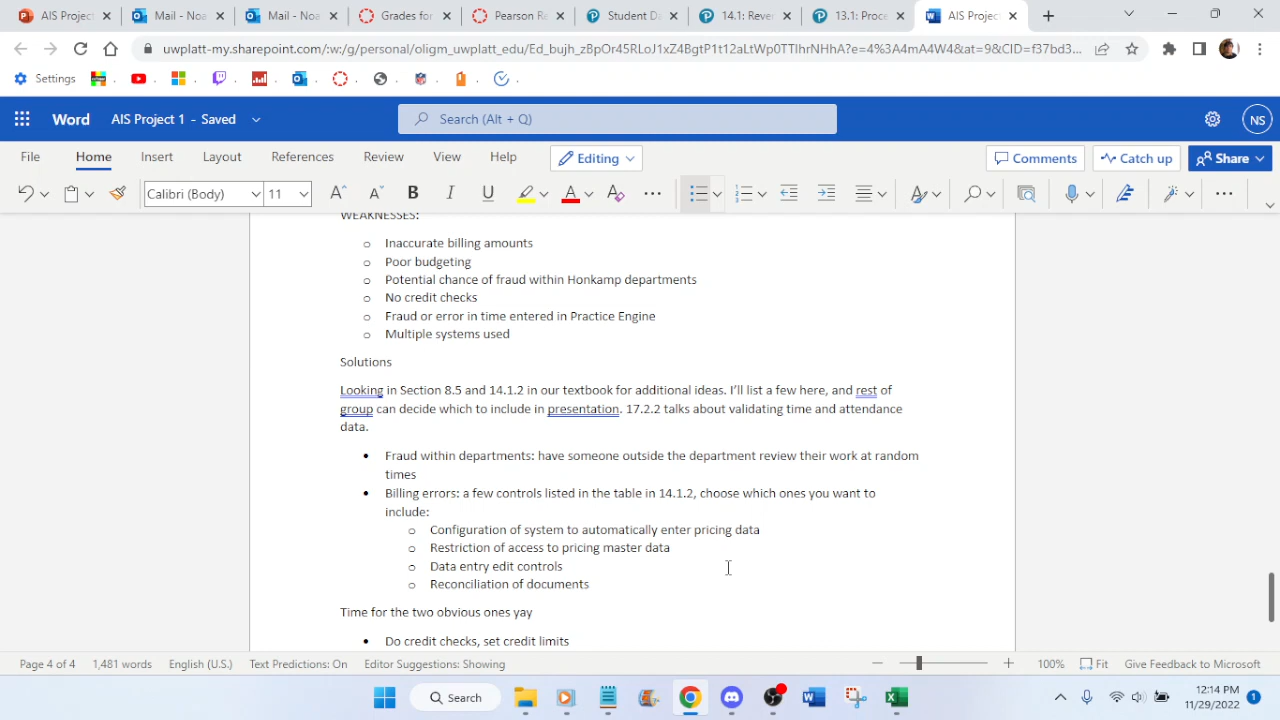 AIS Projec
Mail - Noa
Mail - Noa
Grades for
Pearson Re
Student Da
14.1: Rever
13.1: Proce
AIS Projec
uwplatt-my.sharepoint.com/:w:/g/personal/oligm_uwplatt_edu/Ed_bujh_z8pOr45RLoJ1xZ4BgtP1t12aLtWp0TTlhrNHhA?e=4%3A4mA4W4&at=9&CID=f37bd3...
Settings
Word AIS Project 1 - Saved
Search (Alt + Q)
NS
File Home Insert Layout References Review View Help Editing Comments Catch up Share
Calibri (Body) 11
WEAKNESSES:
o Inaccurate billing amounts
o Poor budgeting
o Potential chance of fraud within Honkamp departments
o No credit checks
o Fraud or error in time entered in Practice Engine
o Multiple systems used
Solutions
Looking in Section 8.5 and 14.1.2 in our textbook for additional ideas. I'll list a few here, and rest of
group can decide which to include in presentation. 17.2.2 talks about validating time and attendance
data.
• Fraud within departments: have someone outside the department review their work at random
times
• Billing errors: a few controls listed in the table in 14.1.2, choose which ones you want to
include:
o Configuration of system to automatically enter pricing data
o Restriction of access to pricing master data
o Data entry edit controls
o Reconciliation of documents
Time for the two obvious ones yay
• Do credit checks, set credit limits
Page 4 of 4 1,481 words English (U.S.) Text Predictions: On Editor Suggestions: Showing 100% Fit Give Feedback to Microsoft
Search
12:14 PM
11/29/2022
1